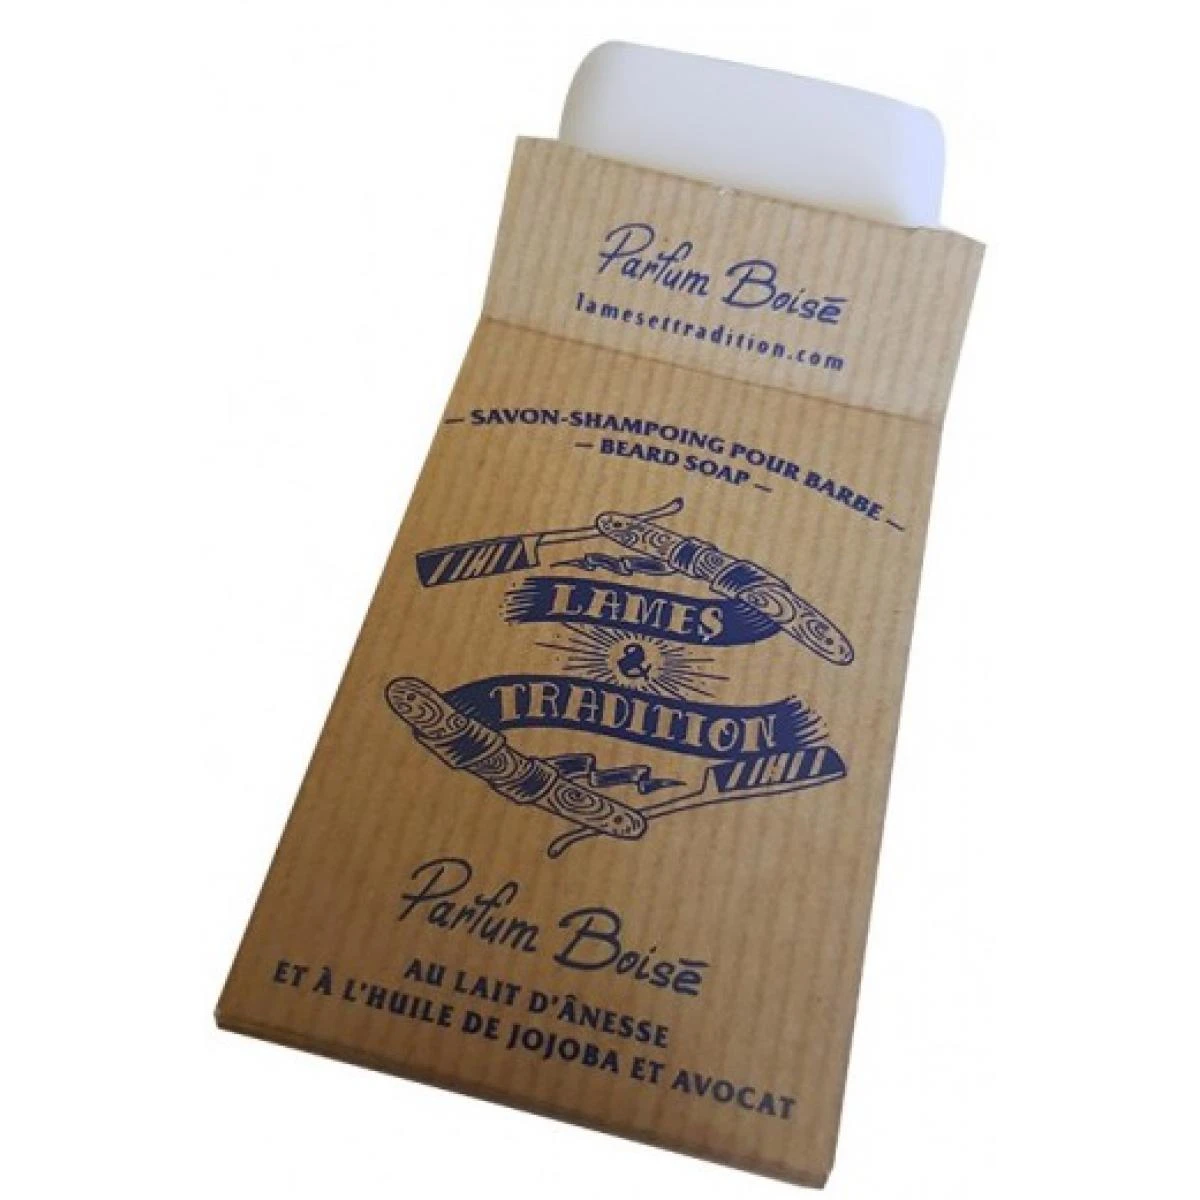 Parfum Boisé
lamesettradition.com
— SAVON-SHAMPOING POUR BARBE —
— BEARD SOAP —
LAMES
&
TRADITION
Parfum Boisé
AU LAIT D'ÂNESSE
ET À L'HUILE DE JOJOBA ET AVOCAT